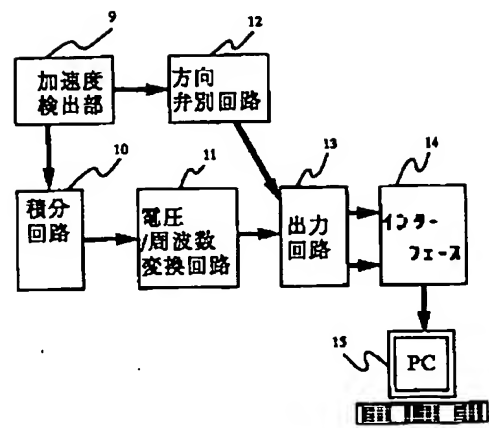 9
12
加速度
検出部
方向
弁別回路
10
11
13
14
積分
回路
電圧
/周波数
変換回路
出力
回路
インター
フェース
15
PC